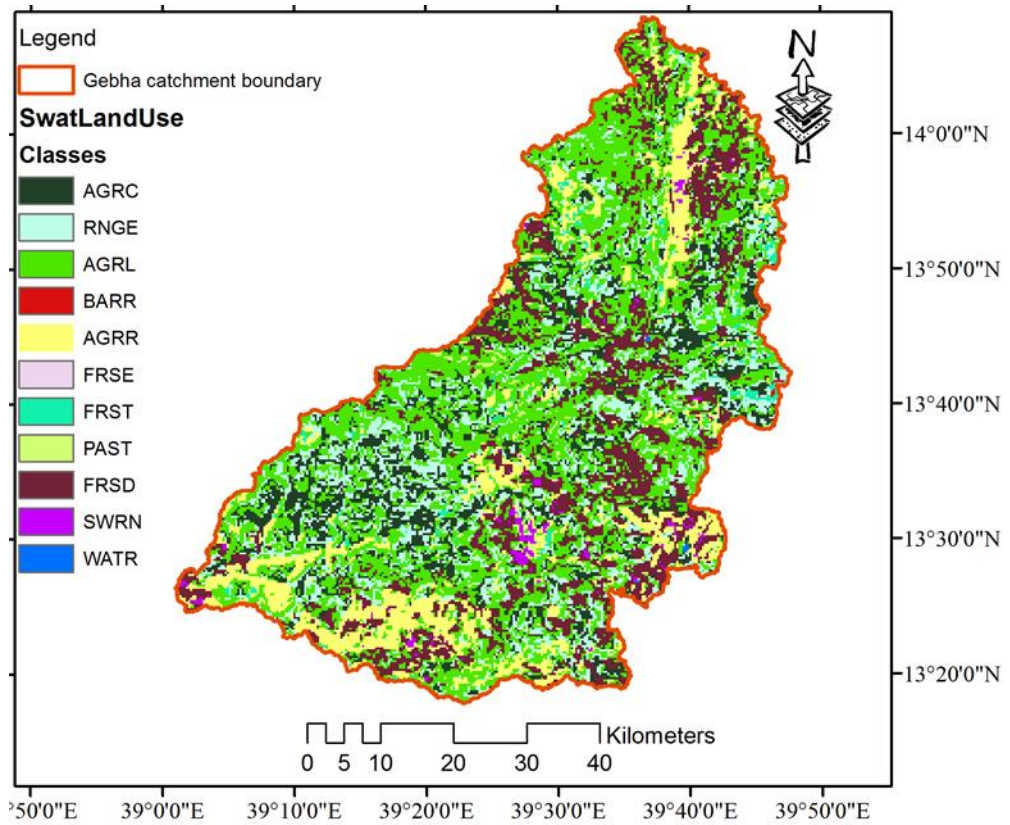 Legend
Gebha catchment boundary
SwatLandUse
Classes
AGRC
RNGE
AGRL
BARR
AGRR
FRSE
FRST
PAST
FRSD
SWRN
WATR
N
14°0'0"N
13°50'0"N
13°40'0"N
13°30'0"N
13°20'0"N
Kilometers
0 5 10 20 30 40
50'0"E 39°0'0"E 39°10'0"E 39°20'0"E 39°30'0"E 39°40'0"E 39°50'0"E